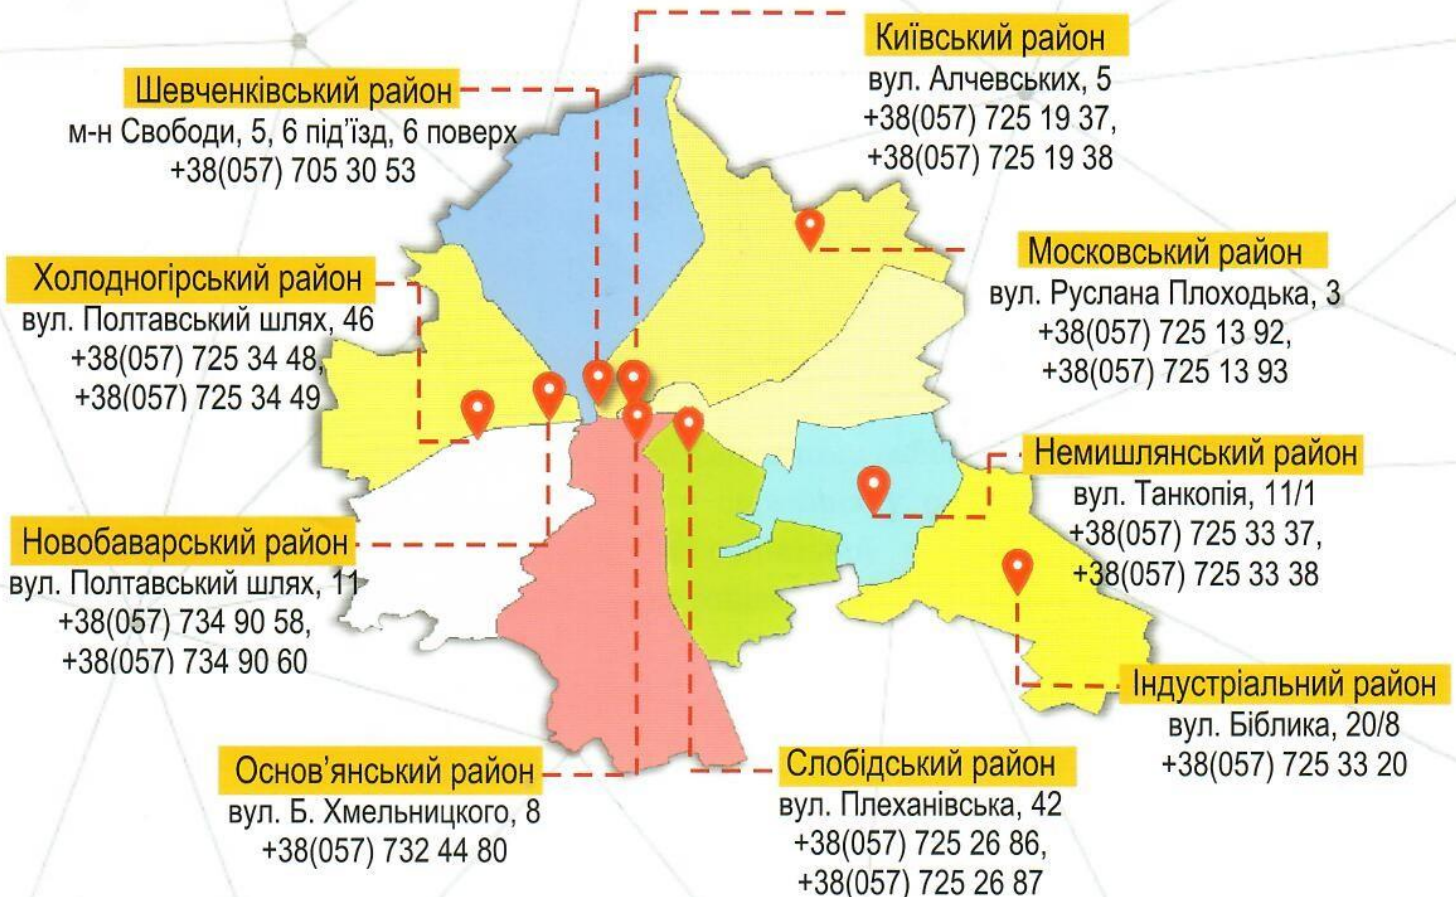 Київський район
вул. Алчевських, 5
+38(057) 725 19 37,
+38(057) 725 19 38
Шевченківський район
м-н Свободи, 5, 6 під'їзд, 6 поверх
+38(057) 705 30 53
Московський район
вул. Руслана Плоходька, 3
+38(057) 725 13 92,
+38(057) 725 13 93
Холодногірський район
вул. Полтавський шлях, 46
+38(057) 725 34 48,
+38(057) 725 34 49
Немишлянський район
вул. Танкопія, 11/1
+38(057) 725 33 37,
+38(057) 725 33 38
Новобаварський район
вул. Полтавський шлях, 11
+38(057) 734 90 58,
+38(057) 734 90 60
Індустріальний район
вул. Біблика, 20/8
+38(057) 725 33 20
Основ'янський район
вул. Б. Хмельницкого, 8
+38(057) 732 44 80
Слобідський район
вул. Плеханівська, 42
+38(057) 725 26 86,
+38(057) 725 26 87